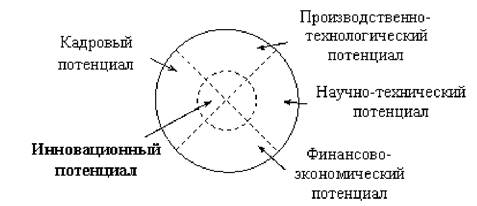 Производственно-
технологический
потенциал
Кадровый
потенциал
Научно-технический
потенциал
Инновационный
потенциал
Финансово-
экономический
потенциал